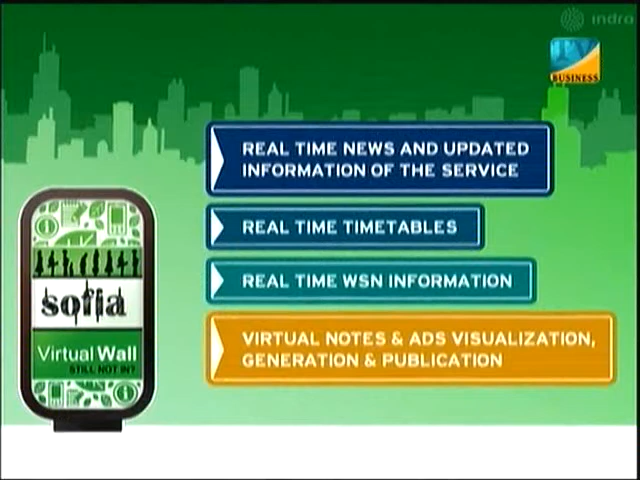 indra
TV
BUSINESS
REAL TIME NEWS AND UPDATED
INFORMATION OF THE SERVICE
REAL TIME TIMETABLES
REAL TIME WSN INFORMATION
VIRTUAL NOTES & ADS VISUALIZATION,
GENERATION & PUBLICATION
sofia
Virtual Wall
STILL NOT IN?